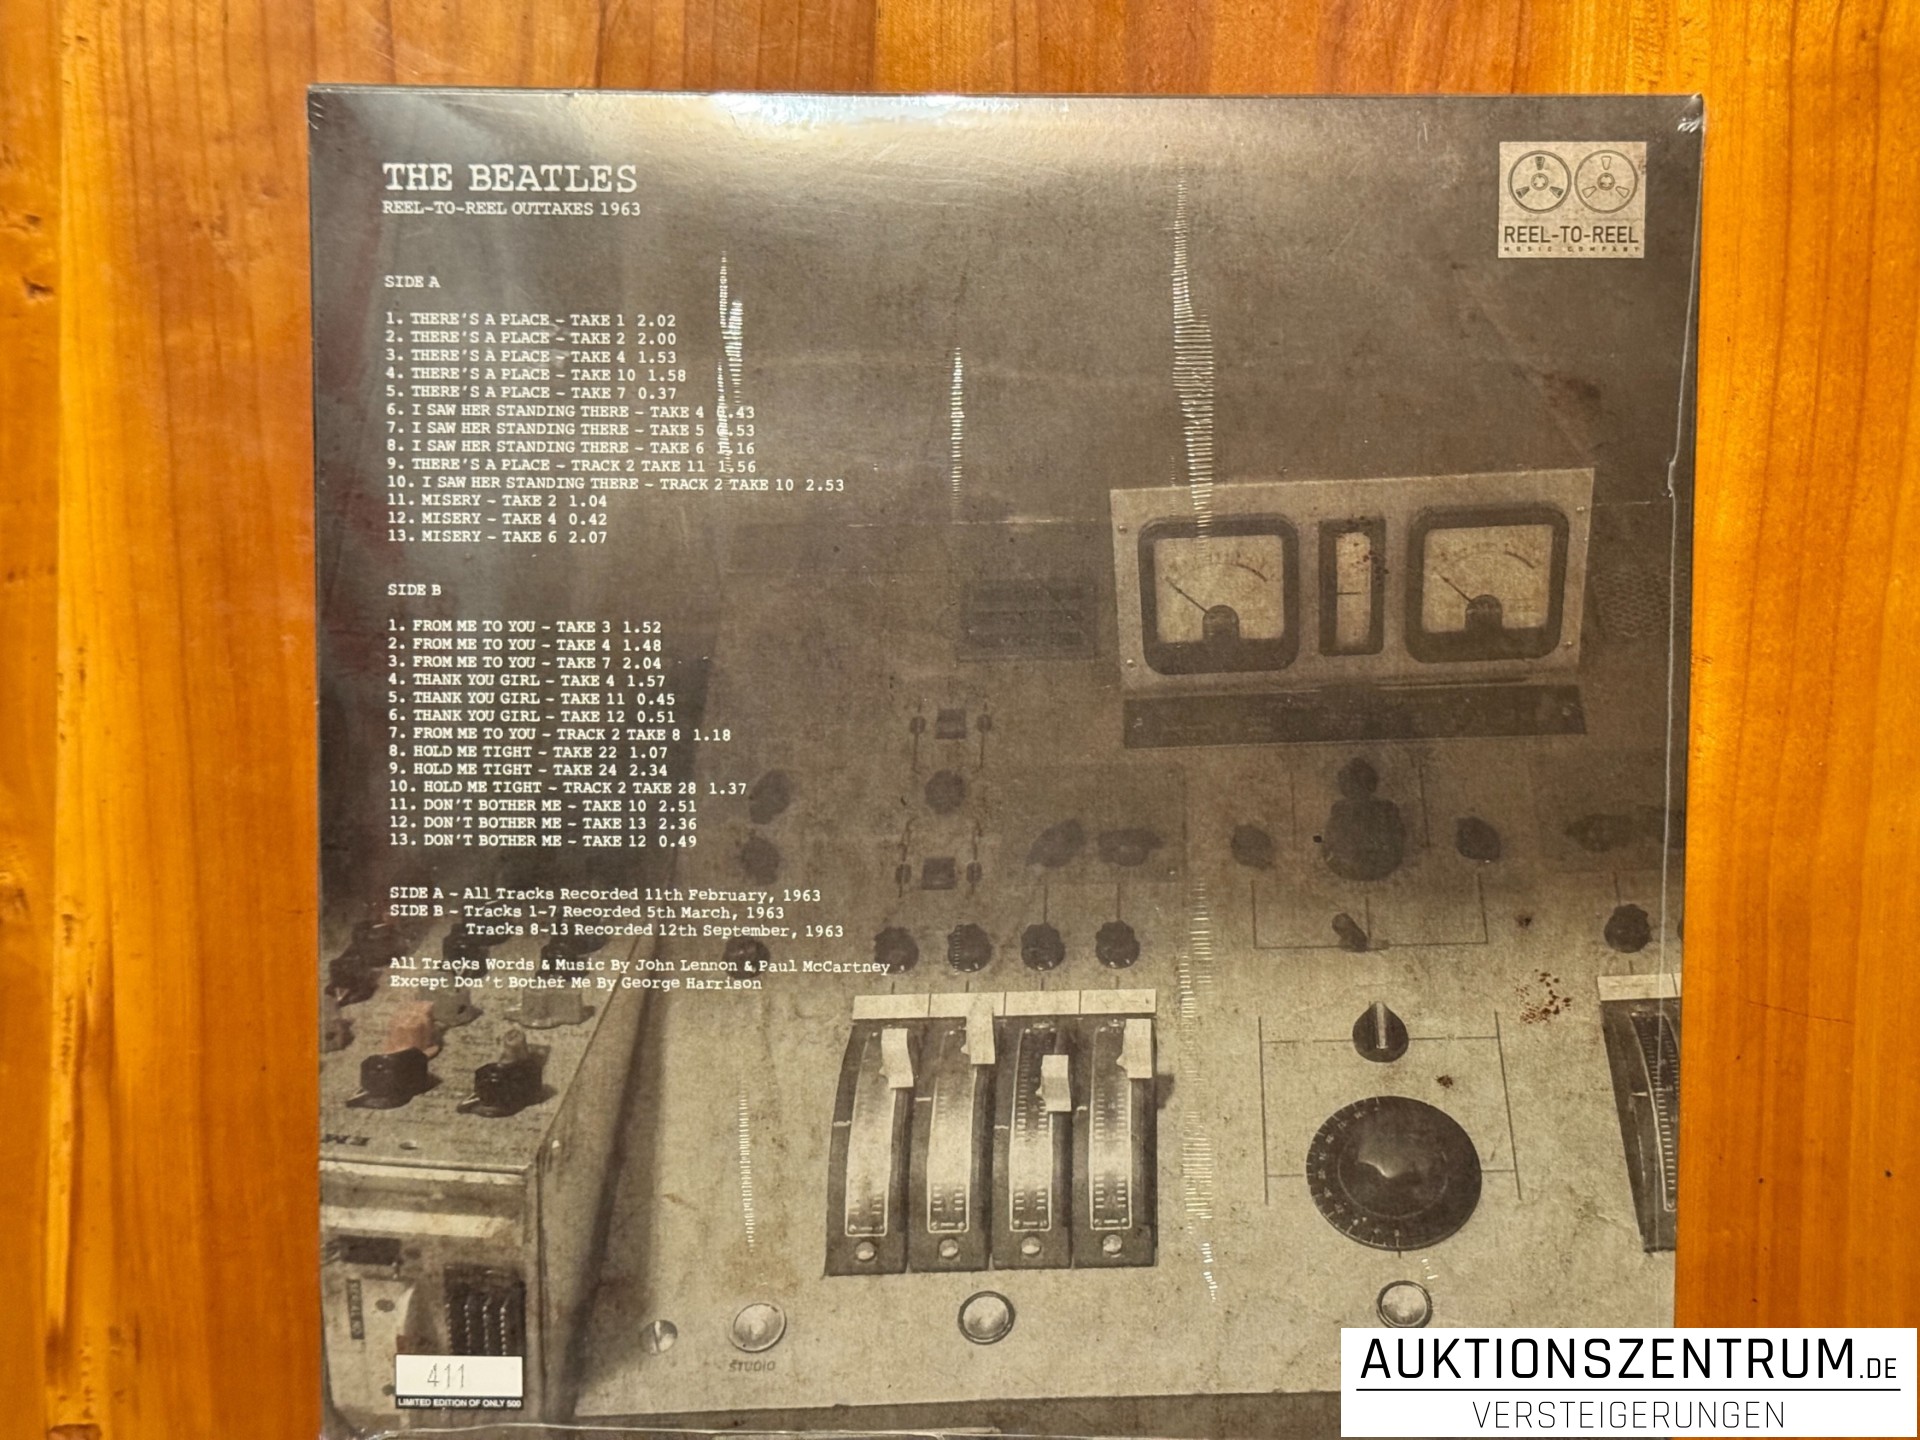 THE BEATLES
REEL-TO-REEL OUTTAKES 1963
REEL-TO-REEL
MUSIC COMPANY
SIDE A
1. THERE'S A PLACE - TAKE 1 2.02
2. THERE'S A PLACE - TAKE 2 2.00
3. THERE'S A PLACE - TAKE 4 1.53
4. THERE'S A PLACE - TAKE 10 1.58
5. THERE'S A PLACE - TAKE 7 0.37
6. I SAW HER STANDING THERE - TAKE 4 0.43
7. I SAW HER STANDING THERE - TAKE 5 0.53
8. I SAW HER STANDING THERE - TAKE 6 1.16
9. THERE'S A PLACE - TRACK 2 TAKE 11 1.56
10. I SAW HER STANDING THERE - TRACK 2 TAKE 10 2.53
11. MISERY - TAKE 2 1.04
12. MISERY - TAKE 4 0.42
13. MISERY - TAKE 6 2.07
SIDE B
1. FROM ME TO YOU - TAKE 3 1.52
2. FROM ME TO YOU - TAKE 4 1.48
3. FROM ME TO YOU - TAKE 7 2.04
4. THANK YOU GIRL - TAKE 4 1.57
5. THANK YOU GIRL - TAKE 11 0.45
6. THANK YOU GIRL - TAKE 12 0.51
7. FROM ME TO YOU - TRACK 2 TAKE 8 1.18
8. HOLD ME TIGHT - TAKE 22 1.07
9. HOLD ME TIGHT - TAKE 24 2.34
10. HOLD ME TIGHT - TRACK 2 TAKE 28 1.37
11. DON'T BOTHER ME - TAKE 10 2.51
12. DON'T BOTHER ME - TAKE 13 2.36
13. DON'T BOTHER ME - TAKE 12 0.49
SIDE A - All Tracks Recorded 11th February, 1963
SIDE B - Tracks 1-7 Recorded 5th March, 1963
Tracks 8-13 Recorded 12th September, 1963
All Tracks Words & Music By John Lennon & Paul McCartney
Except Don't Bother Me By George Harrison
STUDIO
411
LIMITED EDITION OF ONLY 500
AUKTIONSZENTRUM.DE
VERSTEIGERUNGEN